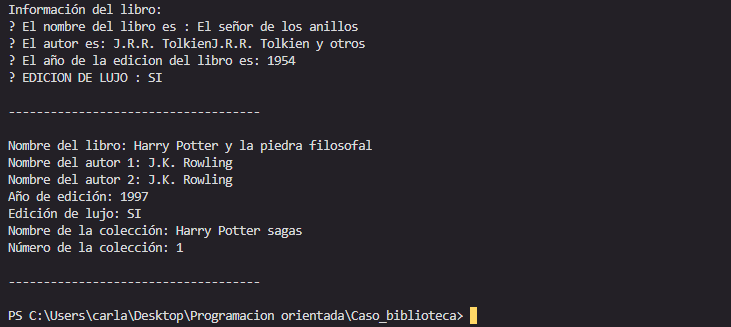 Información del libro:
? El nombre del libro es : El señor de los anillos
? El autor es: J.R.R. TolkienJ.R.R. Tolkien y otros
? El año de la edicion del libro es: 1954
? EDICION DE LUJO : SI
------------------------------------
Nombre del libro: Harry Potter y la piedra filosofal
Nombre del autor 1: J.K. Rowling
Nombre del autor 2: J.K. Rowling
Año de edición: 1997
Edición de lujo: SI
Nombre de la colección: Harry Potter sagas
Número de la colección: 1
------------------------------------
PS C:\Users\carla\Desktop\Programacion orientada\Caso_biblioteca>